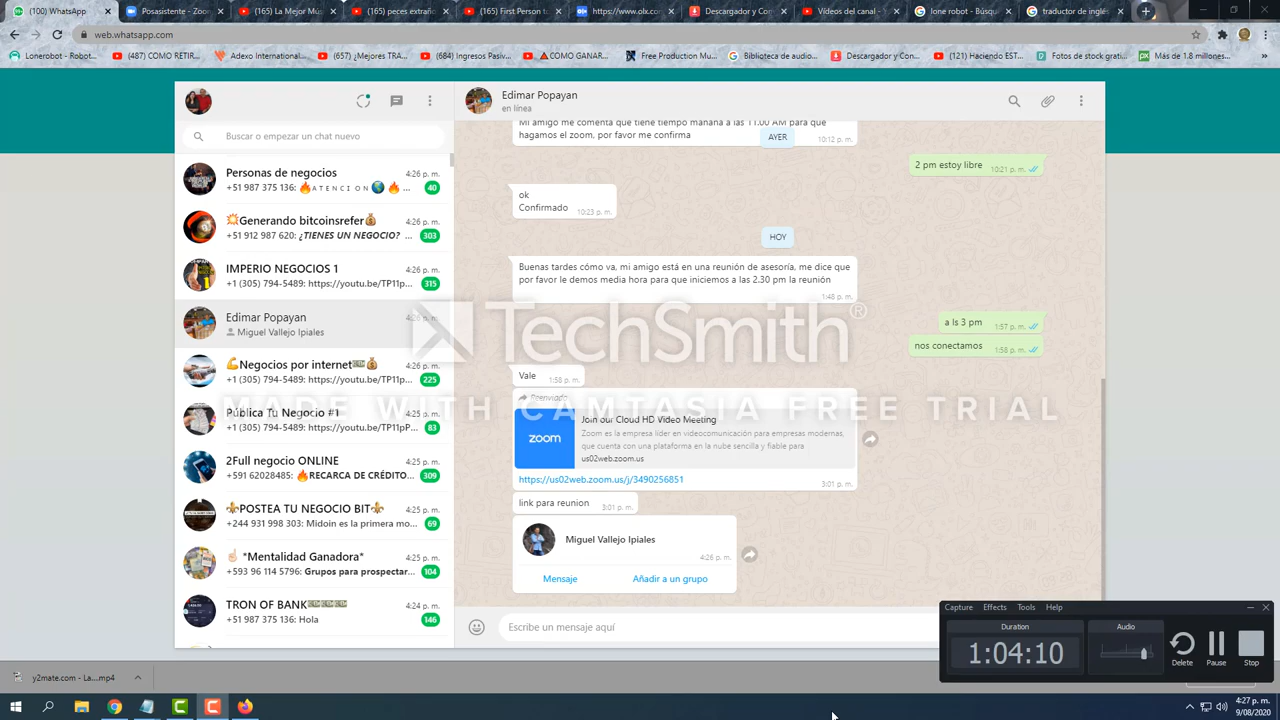 (100) WhatsApp
Posasistente - Zoom
(165) La Mejor Mús
(165) peces extraño
(165) First Person to
https://www.olx.co
Descargador y Con
Vídeos del canal -
lone robot - Búsqu
traductor de inglés
web.whatsapp.com
Lonerobot - Robot...
(487) COMO RETIR...
Adexo International...
(657) ¿Mejores TRA...
(684) Ingresos Pasiv...
COMO GANAR...
Free Production Mu...
Biblioteca de audio...
Descargador y Con...
(121) Haciendo EST...
Fotos de stock grati...
Más de 1.8 millones...
Buscar o empezar un chat nuevo
Personas de negocios 4:26 p. m.
+51 987 375 136: 🔥ᴀᴛᴇɴᴄɪᴏɴ🌎🔥 ... 40
💥Generando bitcoinsrefer💰 4:26 p. m.
+51 912 987 620: ¿TIENES UN NEGOCIO? ... 303
IMPERIO NEGOCIOS 1 4:26 p. m.
+1 (305) 794-5489: https://youtu.be/TP11p... 315
Edimar Popayan 4:26 p. m.
Miguel Vallejo Ipiales
💪Negocios por internet💵💰 4:26 p. m.
+1 (305) 794-5489: https://youtu.be/TP11p... 225
Pública Tu Negocio #1 4:26 p. m.
+1 (305) 794-5489: https://youtu.be/TP11p... 83
2Full negocio ONLINE 4:26 p. m.
+591 62028485: 🔥RECARGA DE CRÉDITO... 309
POSTEA TU NEGOCIO BIT 4:25 p. m.
+244 931 998 303: Midoin es la primera mo... 69
☝🏻 *Mentalidad Ganadora* 4:25 p. m.
+593 96 114 5796: Grupos para prospectar... 104
TRON OF BANK💵💵💵 4:24 p. m.
+51 987 375 136: Hola 146
Edimar Popayan
en línea
Mi amigo me comenta que tiene tiempo mañana a las 11.00 AM para que
hagamos el zoom, por favor me confirma 10:12 p. m.
AYER
2 pm estoy libre 10:21 p. m.
ok
Confirmado 10:23 p. m.
HOY
Buenas tardes cómo va, mi amigo está en una reunión de asesoría, me dice que
por favor le demos media hora para que iniciemos a las 2.30 pm la reunión
1:48 p. m.
a ls 3 pm 1:57 p. m.
nos conectamos 1:58 p. m.
Vale 1:58 p. m.
Reenviado
Join our Cloud HD Video Meeting
Zoom es la empresa líder en videocomunicación para empresas modernas,
que cuenta con una plataforma en la nube sencilla y fiable para
us02web.zoom.us
zoom
https://us02web.zoom.us/j/3490256851
3:01 p. m.
link para reunion 3:01 p. m.
Miguel Vallejo Ipiales
4:26 p. m.
Mensaje Añadir a un grupo
Escribe un mensaje aquí
TechSmith®
MADE WITH CAMTASIA FREE TRIAL
Capture Effects Tools Help
Duration Audio
1:04:10
Delete Pause Stop
y2mate.com - La....mp4
4:27 p. m.
9/08/2020